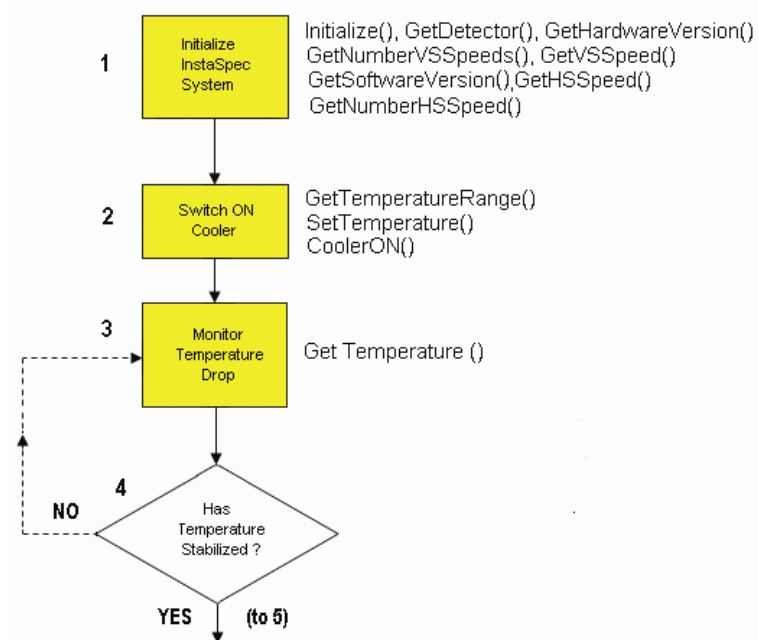 1
Initialize
InstaSpec
System
Initialize(), GetDetector(), GetHardwareVersion()
GetNumberVSSpeeds(), GetVSSpeed()
GetSoftwareVersion(),GetHSSpeed()
GetNumberHSSpeed()
2
Switch ON
Cooler
GetTemperatureRange()
SetTemperature()
CoolerON()
3
Monitor
Temperature
Drop
Get Temperature ()
4
Has
Temperature
Stabilized ?
NO
YES (to 5)